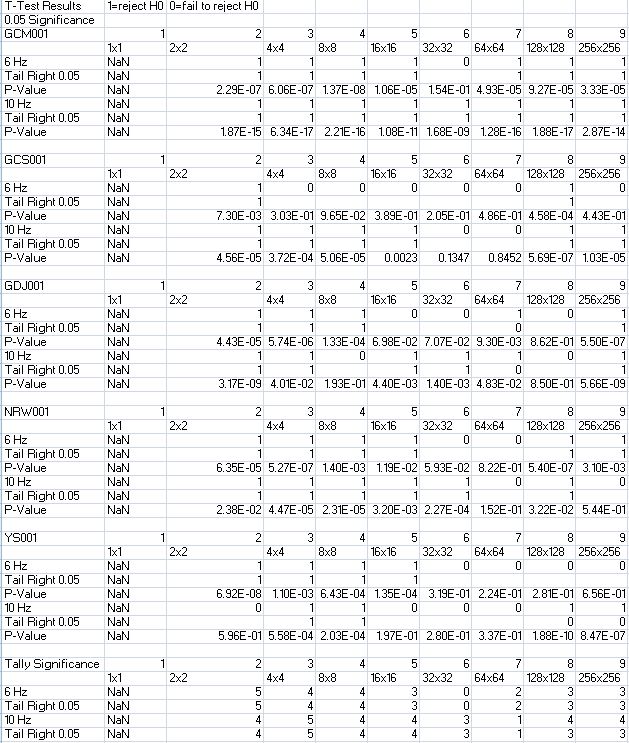 T-Test Results 1=reject H0 0=fail to reject H0
0.05 Significance
GCM001 1 2 3 4 5 6 7 8 9
1x1 2x2 4x4 8x8 16x16 32x32 64x64 128x128 256x256
6 Hz NaN 1 1 1 1 0 1 1 1
Tail Right 0.05 NaN 1 1 1 1 1 1 1
P-Value NaN 2.29E-07 6.06E-07 1.37E-08 1.06E-05 1.54E-01 4.93E-05 9.27E-05 3.33E-05
10 Hz NaN 1 1 1 1 1 1 1 1
Tail Right 0.05 NaN 1 1 1 1 1 1 1 1
P-Value NaN 1.87E-15 6.34E-17 2.21E-16 1.08E-11 1.68E-09 1.28E-16 1.88E-17 2.87E-14
GCS001 1 2 3 4 5 6 7 8 9
1x1 2x2 4x4 8x8 16x16 32x32 64x64 128x128 256x256
6 Hz NaN 1 0 0 0 0 0 1 0
Tail Right 0.05 NaN 1 1
P-Value NaN 7.30E-03 3.03E-01 9.65E-02 3.89E-01 2.05E-01 4.86E-01 4.58E-04 4.43E-01
10 Hz NaN 1 1 1 1 0 0 1 1
Tail Right 0.05 NaN 1 1 1 1 1 1
P-Value NaN 4.56E-05 3.72E-04 5.06E-05 0.0023 0.1347 0.8452 5.69E-07 1.03E-05
GDJ001 1 2 3 4 5 6 7 8 9
1x1 2x2 4x4 8x8 16x16 32x32 64x64 128x128 256x256
6 Hz NaN 1 1 1 0 0 1 0 1
Tail Right 0.05 NaN 1 1 1 0 1
P-Value NaN 4.43E-05 5.74E-06 1.33E-04 6.98E-02 7.07E-02 9.30E-03 8.62E-01 5.50E-07
10 Hz NaN 1 1 0 1 1 1 0 1
Tail Right 0.05 NaN 1 1 1 1 0 1
P-Value NaN 3.17E-09 4.01E-02 1.93E-01 4.40E-03 1.40E-03 4.83E-02 8.50E-01 5.66E-09
NRW001 1 2 3 4 5 6 7 8 9
1x1 2x2 4x4 8x8 16x16 32x32 64x64 128x128 256x256
6 Hz NaN 1 1 1 1 0 0 1 1
Tail Right 0.05 NaN 1 1 1 1 1 1
P-Value NaN 6.35E-05 5.27E-07 1.40E-03 1.19E-02 5.93E-02 8.22E-01 5.40E-07 3.10E-03
10 Hz NaN 1 1 1 1 1 0 1 0
Tail Right 0.05 NaN 1 1 1 1 1 1
P-Value NaN 2.38E-02 4.47E-05 2.31E-05 3.20E-03 2.27E-04 1.52E-01 3.22E-02 5.44E-01
YS001 1 2 3 4 5 6 7 8 9
1x1 2x2 4x4 8x8 16x16 32x32 64x64 128x128 256x256
6 Hz NaN 1 1 1 1 0 0 0 0
Tail Right 0.05 NaN 1 1 1 1
P-Value NaN 6.92E-08 1.10E-03 6.43E-04 1.35E-04 3.19E-01 2.24E-01 2.81E-01 6.56E-01
10 Hz NaN 0 1 1 0 0 0 1 1
Tail Right 0.05 NaN 1 1 0 0
P-Value NaN 5.96E-01 5.58E-04 2.03E-04 1.97E-01 2.80E-01 3.37E-01 1.88E-10 8.47E-07
Tally Significance 1 2 3 4 5 6 7 8 9
1x1 2x2 4x4 8x8 16x16 32x32 64x64 128x128 256x256
6 Hz NaN 5 4 4 3 0 2 3 3
Tail Right 0.05 NaN 5 4 4 3 0 2 3 3
10 Hz NaN 4 5 4 4 3 1 4 4
Tail Right 0.05 NaN 4 5 4 4 3 1 3 3